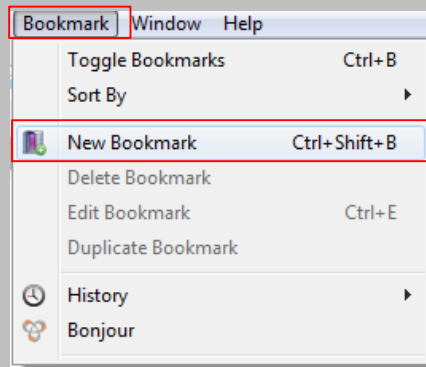 Bookmark Window Help
Toggle Bookmarks Ctrl+B
Sort By
New Bookmark Ctrl+Shift+B
Delete Bookmark
Edit Bookmark Ctrl+E
Duplicate Bookmark
History
Bonjour